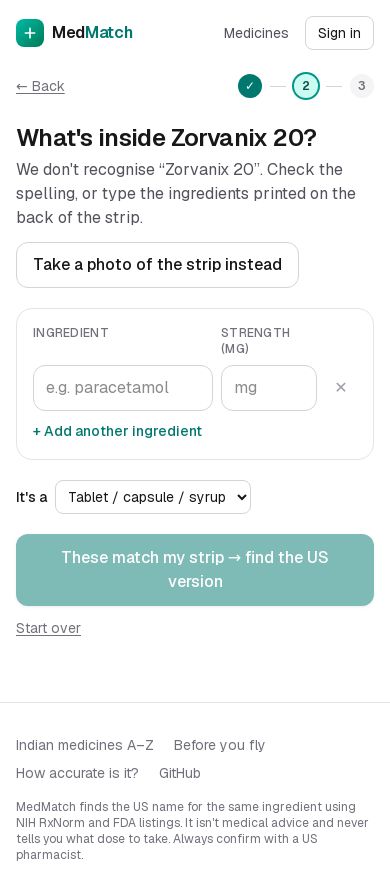 MedMatch
Medicines
Sign in
← Back
✓
2
3
What's inside Zorvanix 20?
We don't recognise “Zorvanix 20”. Check the
spelling, or type the ingredients printed on the
back of the strip.
Take a photo of the strip instead
INGREDIENT
STRENGTH
(MG)
e.g. paracetamol
mg
×
+ Add another ingredient
It's a
Tablet / capsule / syrup
These match my strip → find the US
version
Start over
Indian medicines A–Z
Before you fly
How accurate is it?
GitHub
MedMatch finds the US name for the same ingredient using
NIH RxNorm and FDA listings. It isn't medical advice and never
tells you what dose to take. Always confirm with a US
pharmacist.